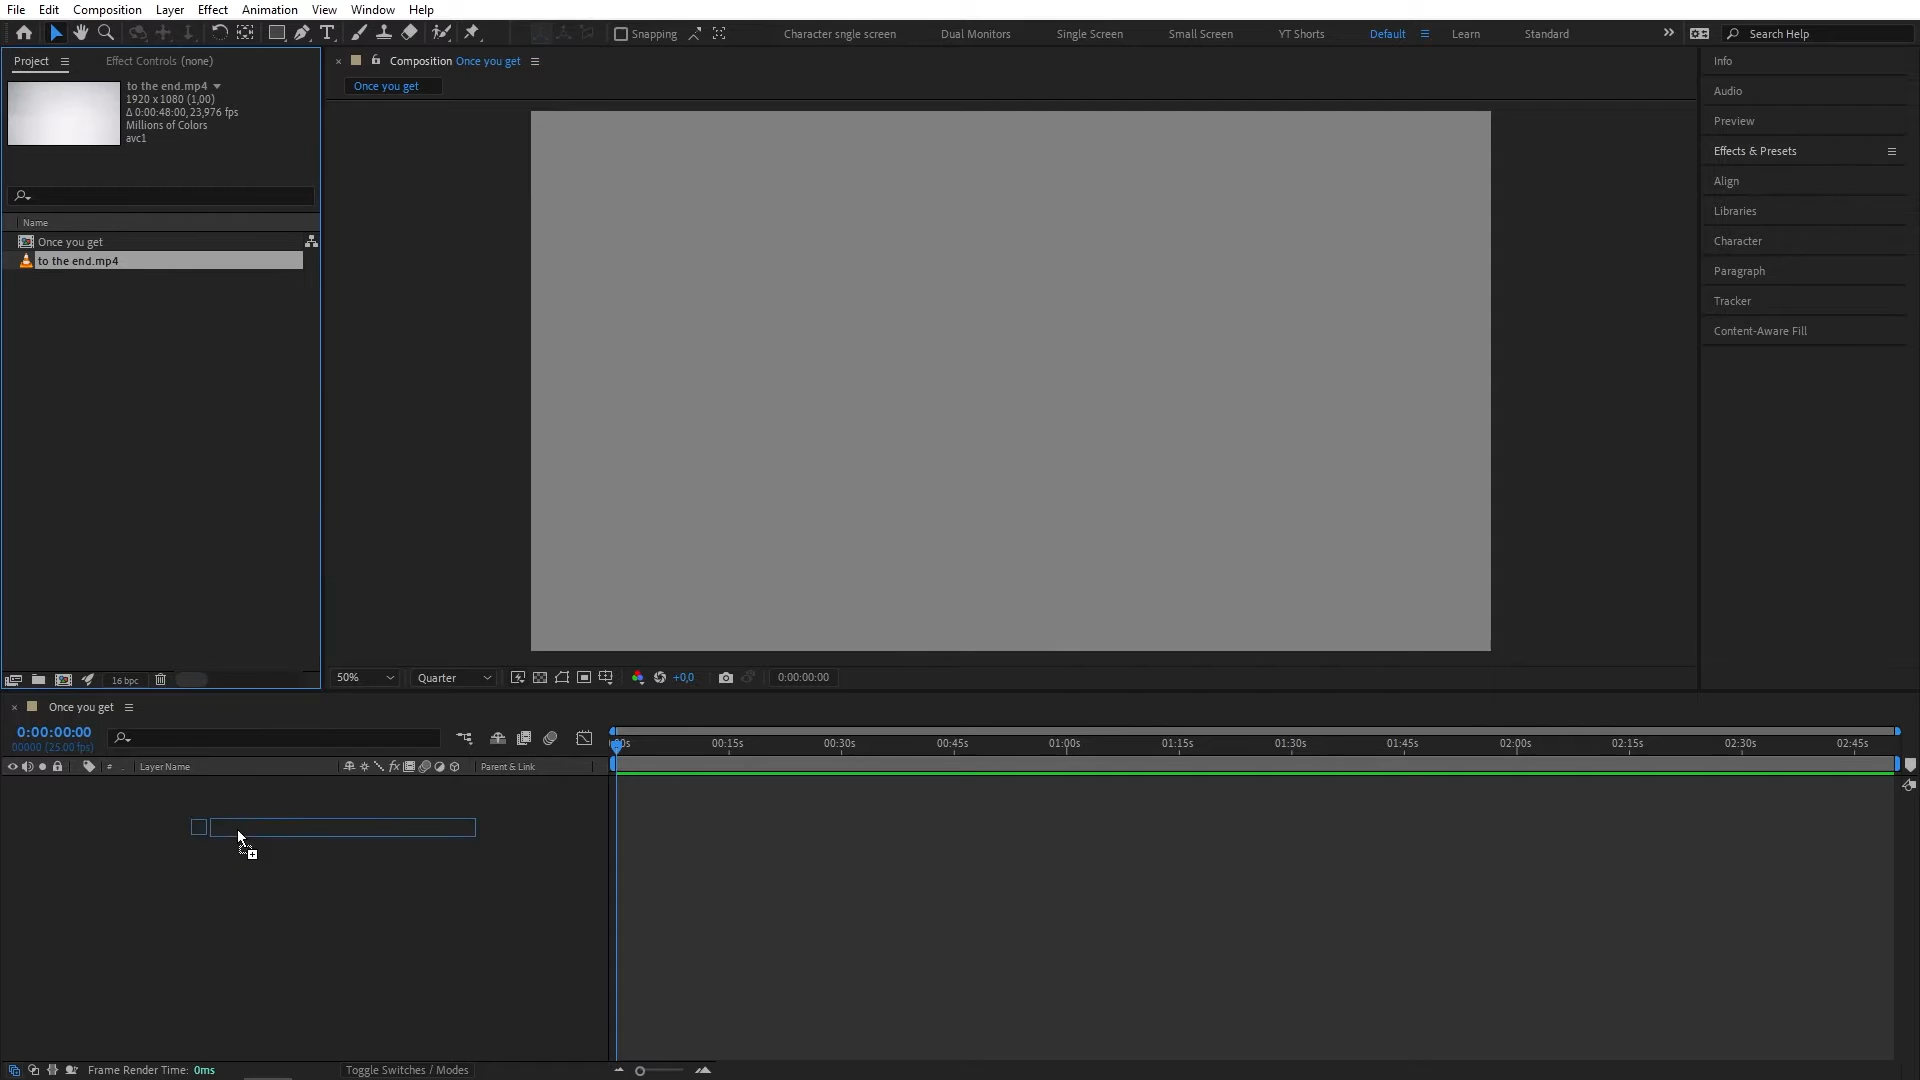 File Edit Composition Layer Effect Animation View Window Help
Snapping Character sngle screen Dual Monitors Single Screen Small Screen YT Shorts Default Learn Standard Search Help
Project Effect Controls (none)
Composition Once you get
Once you get
to the end.mp4
1920 x 1080 (1,00)
Δ 0:00:48:00, 23,976 fps
Millions of Colors
avc1
Name
Once you get
to the end.mp4
Info
Audio
Preview
Effects & Presets
Align
Libraries
Character
Paragraph
Tracker
Content-Aware Fill
16 bpc
50% Quarter +0,0 0:00:00:00
Once you get
0:00:00:00
00000 (25.00 fps)
00:15s 00:30s 00:45s 01:00s 01:15s 01:30s 01:45s 02:00s 02:15s 02:30s 02:45s
# Layer Name fx Parent & Link
Frame Render Time: 0ms Toggle Switches / Modes